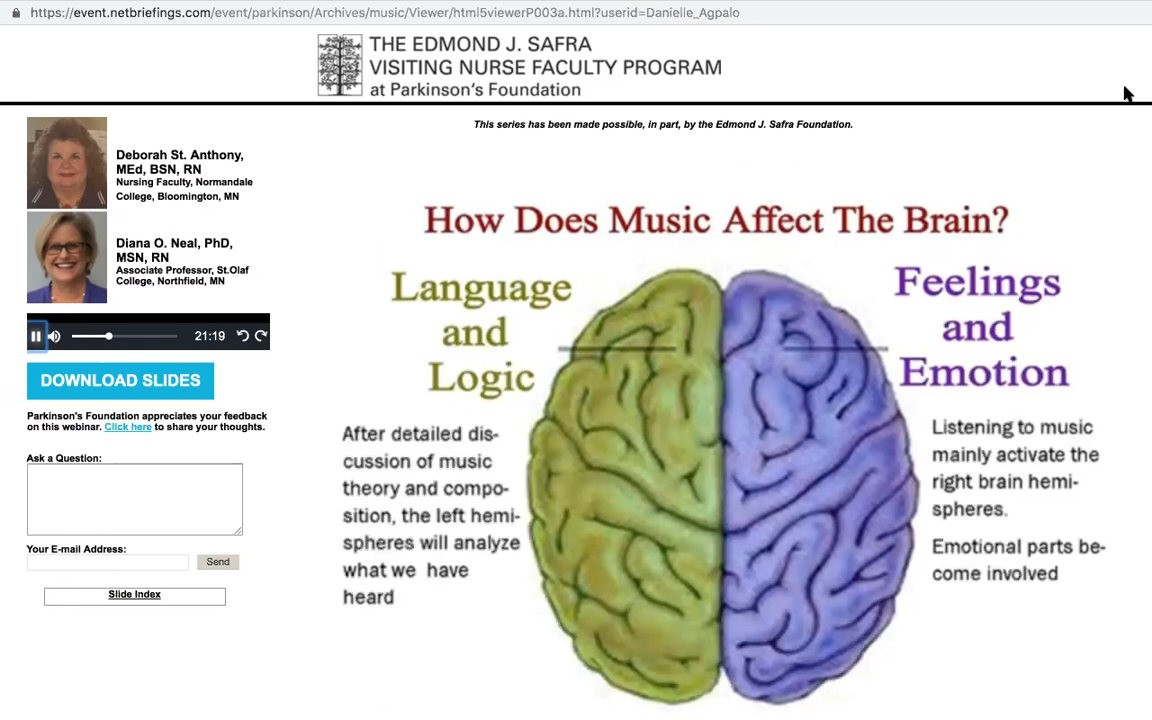 https://event.netbriefings.com/event/parkinson/Archives/music/Viewer/html5viewerP003a.html?userid=Danielle_Agpalo
THE EDMOND J. SAFRA
VISITING NURSE FACULTY PROGRAM
at Parkinson's Foundation
This series has been made possible, in part, by the Edmond J. Safra Foundation.
Deborah St. Anthony,
MEd, BSN, RN
Nursing Faculty, Normandale
College, Bloomington, MN
Diana O. Neal, PhD,
MSN, RN
Associate Professor, St.Olaf
College, Northfield, MN
21:19
DOWNLOAD SLIDES
Parkinson's Foundation appreciates your feedback
on this webinar. Click here to share your thoughts.
Ask a Question:
Your E-mail Address:
Send
Slide Index
How Does Music Affect The Brain?
Language
and
Logic
After detailed dis-
cussion of music
theory and compo-
sition, the left hemi-
spheres will analyze
what we have
heard
Feelings
and
Emotion
Listening to music
mainly activate the
right brain hemi-
spheres.
Emotional parts be-
come involved